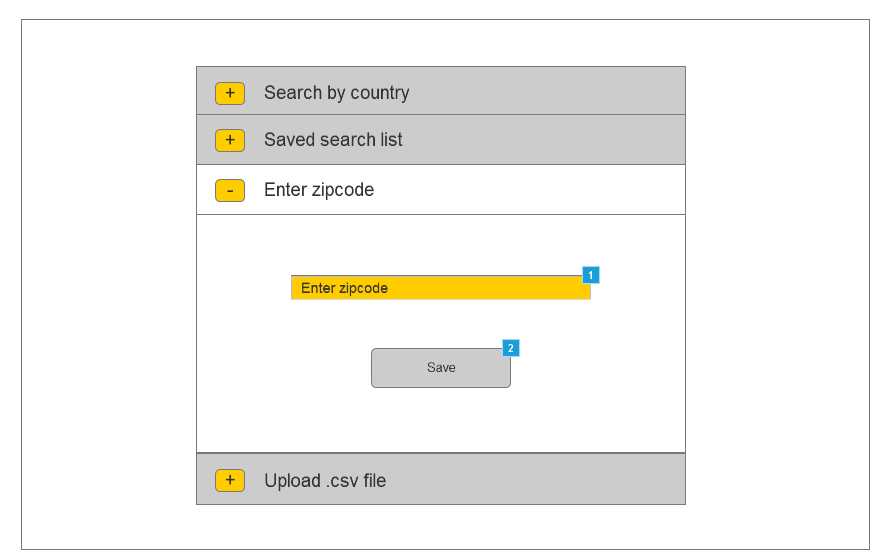 + Search by country
+ Saved search list
- Enter zipcode
1
Enter zipcode
2
Save
+ Upload .csv file